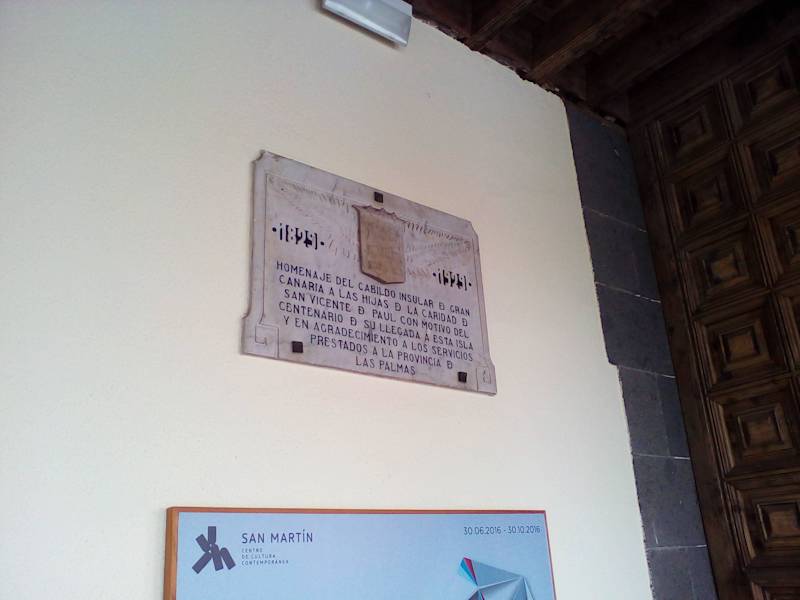 ·1829·
·1929·
HOMENAJE DEL CABILDO INSULAR Ð GRAN
CANARIA A LAS HIJAS Ð LA CARIDAD Ð
SAN VICENTE Ð PAUL CON MOTIVO DEL
CENTENARIO Ð SU LLEGADA A ESTA ISLA
Y EN AGRADECIMIENTO A LOS SERVICIOS
PRESTADOS A LA PROVINCIA Ð
LAS PALMAS
SAN MARTÍN
CENTRO
DE CULTURA
CONTEMPORÁNEA
30.06.2016 - 30.10.2016